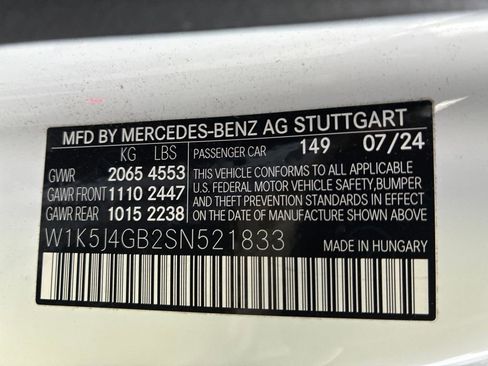 MFD BY MERCEDES-BENZ AG STUTTGART
KG LBS PASSENGER CAR 149 07/24
GVWR 2065 4553 THIS VEHICLE CONFORMS TO ALL APPLICABLE
GAWR FRONT 1110 2447 U.S. FEDERAL MOTOR VEHICLE SAFETY,BUMPER
GAWR REAR 1015 2238 AND THEFT PREVENTION STANDARDS IN EFFECT
ON THE DATE OF MANUFACTURE SHOWN ABOVE.
W1K5J4GB2SN521833 MADE IN HUNGARY